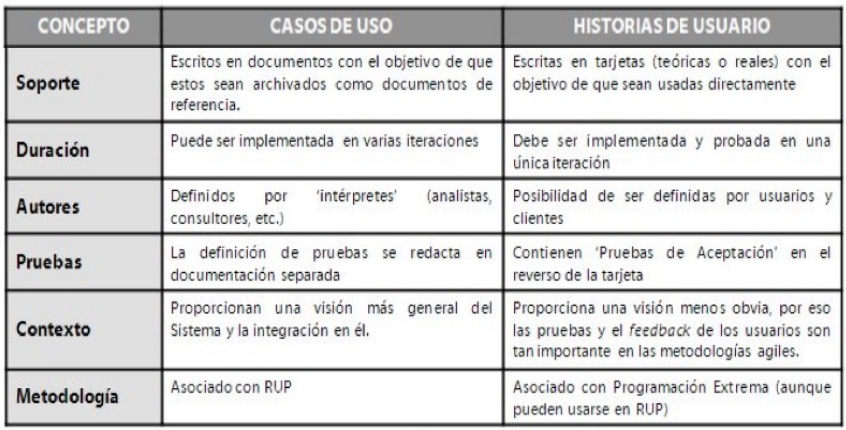 CONCEPTO CASOS DE USO HISTORIAS DE USUARIO
Soporte
Escritos en documentos con el objetivo de que
estos sean archivados como documentos de
referencia.
Escritas en tarjetas (teóricas o reales) con el
objetivo de que sean usadas directamente
Duración
Puede ser implementada en varias iteraciones
Debe ser implementada y probada en una
única iteración
Autores
Definidos por 'intérpretes' (analistas,
consultores, etc.)
Posibilidad de ser definidas por usuarios y
clientes
Pruebas
La definición de pruebas se redacta en
documentación separada
Contienen 'Pruebas de Aceptación' en el
reverso de la tarjeta
Contexto
Proporcionan una visión más general del
Sistema y la integración en él.
Proporciona una visión menos obvia, por eso
las pruebas y el feedback de los usuarios son
tan importante en las metodologías agiles.
Metodología
Asociado con RUP
Asociado con Programación Extrema (aunque
pueden usarse en RUP)